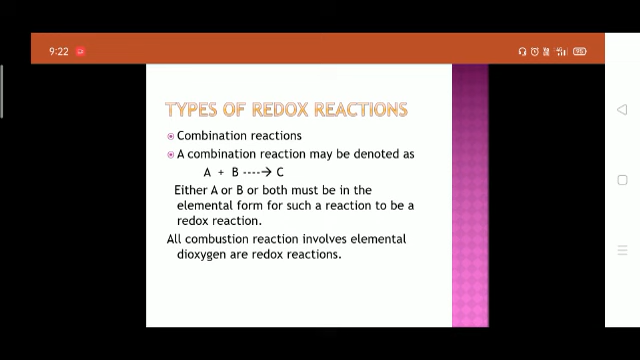 9:22
95
TYPES OF REDOX REACTIONS
Combination reactions
A combination reaction may be denoted as
A + B ----→ C
Either A or B or both must be in the
elemental form for such a reaction to be a
redox reaction.
All combustion reaction involves elemental
dioxygen are redox reactions.